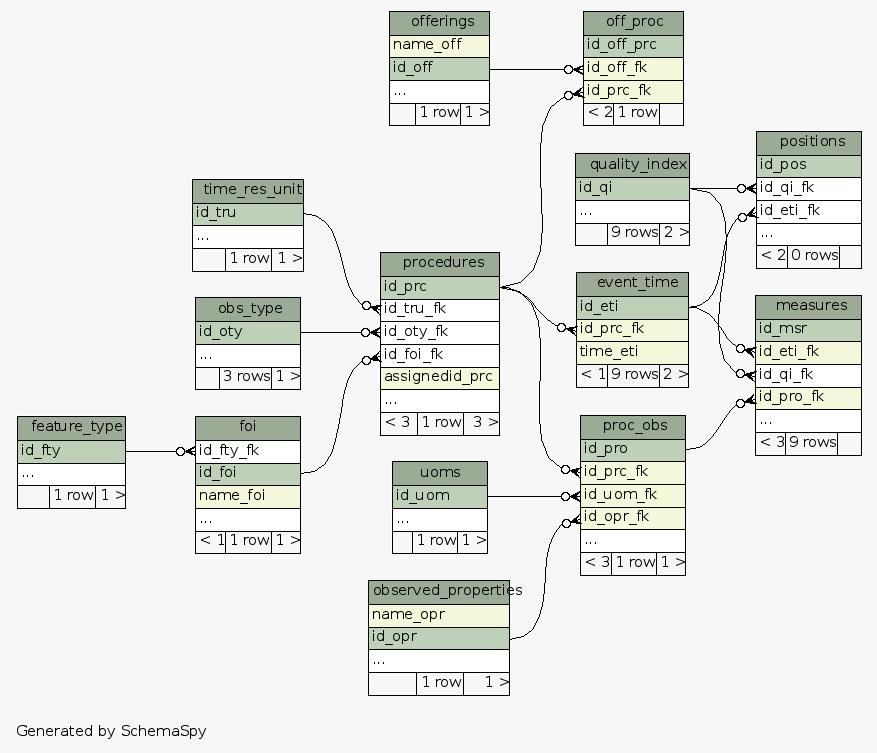 offerings
name_off
id_off
...
1 row 1 >
off_proc
id_off_prc
id_off_fk
id_prc_fk
< 2 1 row
positions
id_pos
id_qi_fk
id_eti_fk
...
< 2 0 rows
quality_index
id_qi
...
9 rows 2 >
time_res_unit
id_tru
...
1 row 1 >
procedures
id_prc
id_tru_fk
id_oty_fk
id_foi_fk
assignedid_prc
...
< 3 1 row 3 >
event_time
id_eti
id_prc_fk
time_eti
< 1 9 rows 2 >
measures
id_msr
id_eti_fk
id_qi_fk
id_pro_fk
...
< 3 9 rows
obs_type
id_oty
...
3 rows 1 >
feature_type
id_fty
...
1 row 1 >
foi
id_fty_fk
id_foi
name_foi
...
< 1 1 row 1 >
uoms
id_uom
...
1 row 1 >
proc_obs
id_pro
id_prc_fk
id_uom_fk
id_opr_fk
...
< 3 1 row 1 >
observed_properties
name_opr
id_opr
...
1 row 1 >
Generated by SchemaSpy